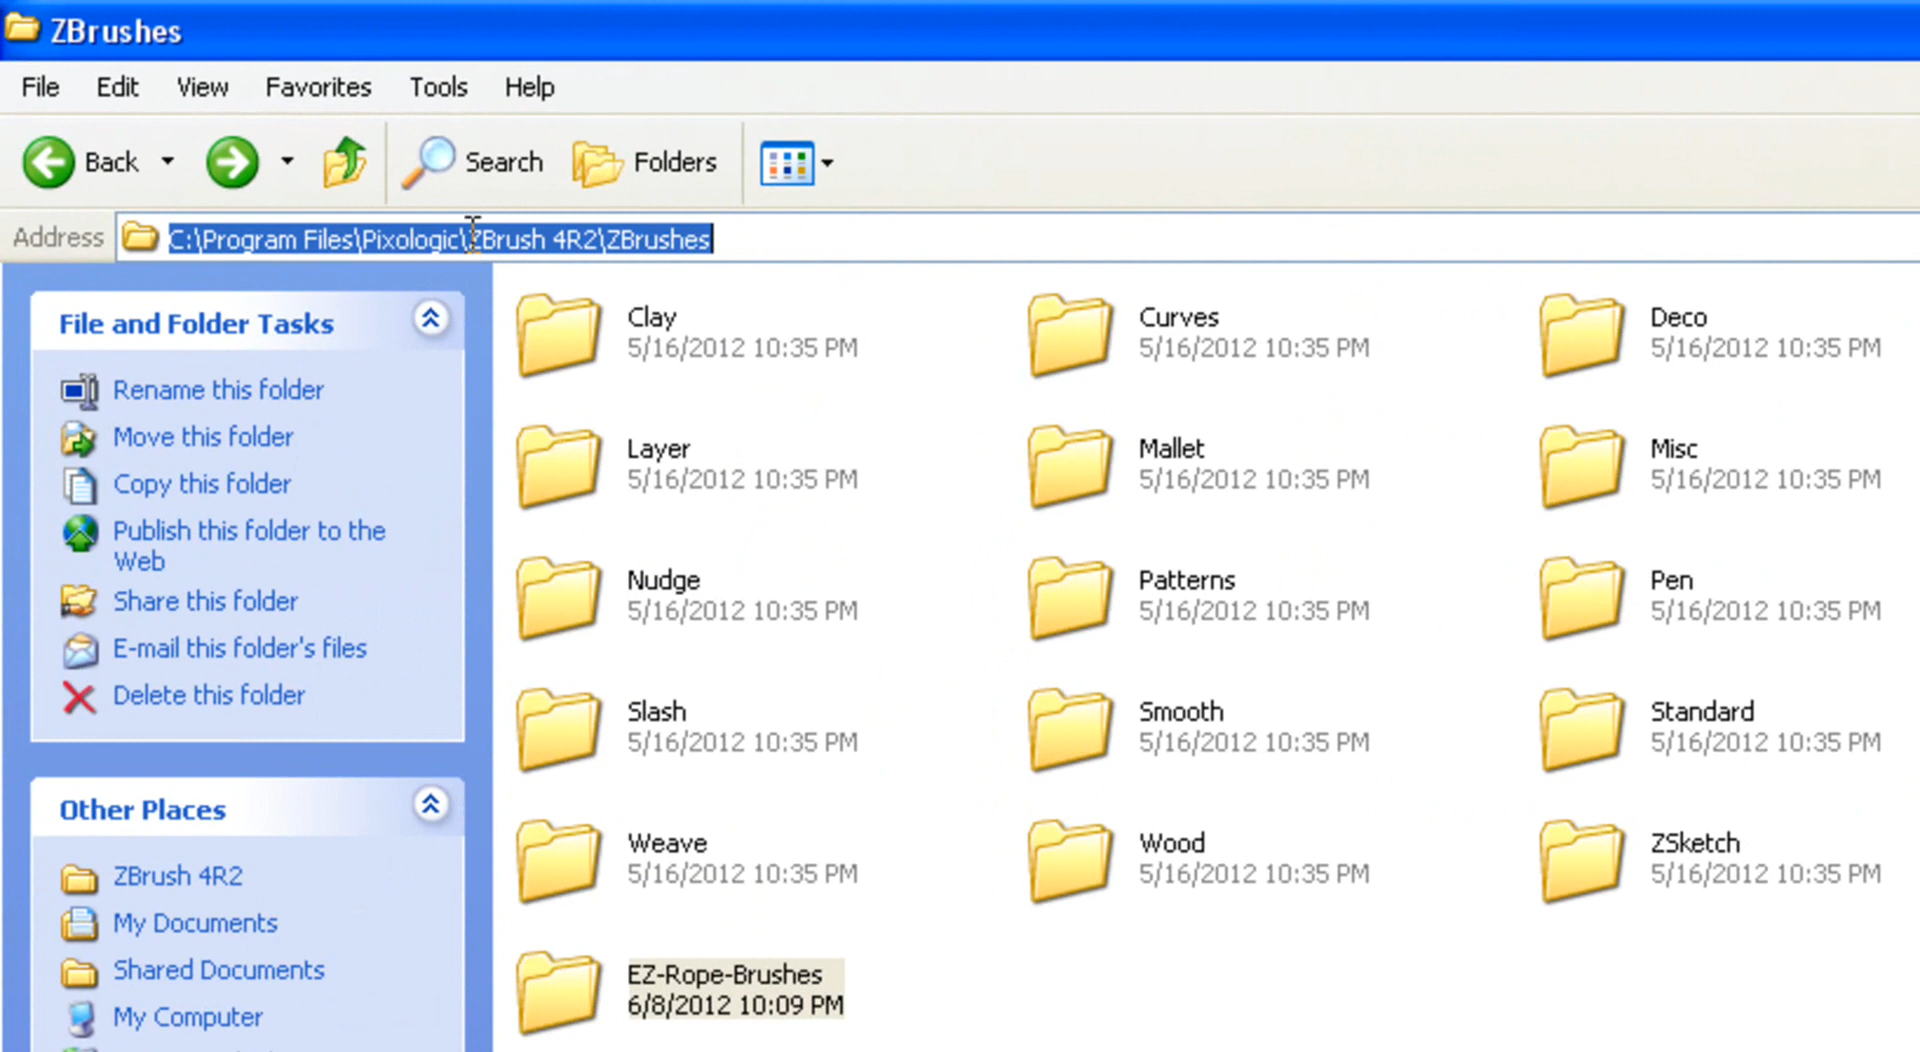 ZBrushes
File Edit View Favorites Tools Help
Back Search Folders
Address C:\Program Files\Pixologic\ZBrush 4R2\ZBrushes
File and Folder Tasks
Rename this folder
Move this folder
Copy this folder
Publish this folder to the
Web
Share this folder
E-mail this folder's files
Delete this folder
Other Places
ZBrush 4R2
My Documents
Shared Documents
My Computer
Clay
5/16/2012 10:35 PM
Curves
5/16/2012 10:35 PM
Deco
5/16/2012 10:35 PM
Layer
5/16/2012 10:35 PM
Mallet
5/16/2012 10:35 PM
Misc
5/16/2012 10:35 PM
Nudge
5/16/2012 10:35 PM
Patterns
5/16/2012 10:35 PM
Pen
5/16/2012 10:35 PM
Slash
5/16/2012 10:35 PM
Smooth
5/16/2012 10:35 PM
Standard
5/16/2012 10:35 PM
Weave
5/16/2012 10:35 PM
Wood
5/16/2012 10:35 PM
ZSketch
5/16/2012 10:35 PM
EZ-Rope-Brushes
6/8/2012 10:09 PM